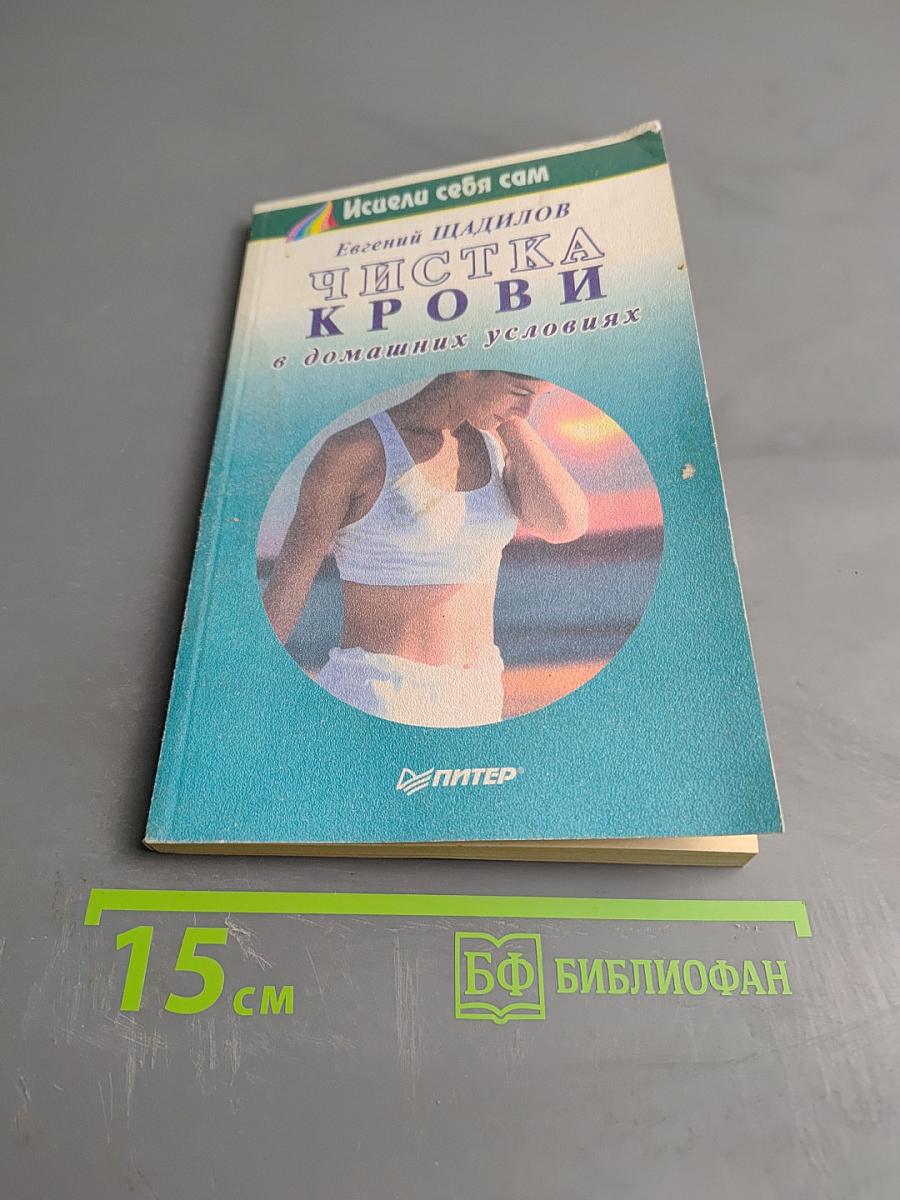 Исцели себя сам
Евгений ЩАДИЛОВ
ЧИСТКА
КРОВИ
в домашних условиях
ПИТЕР®
15 см
БФ БИБЛИОФАН